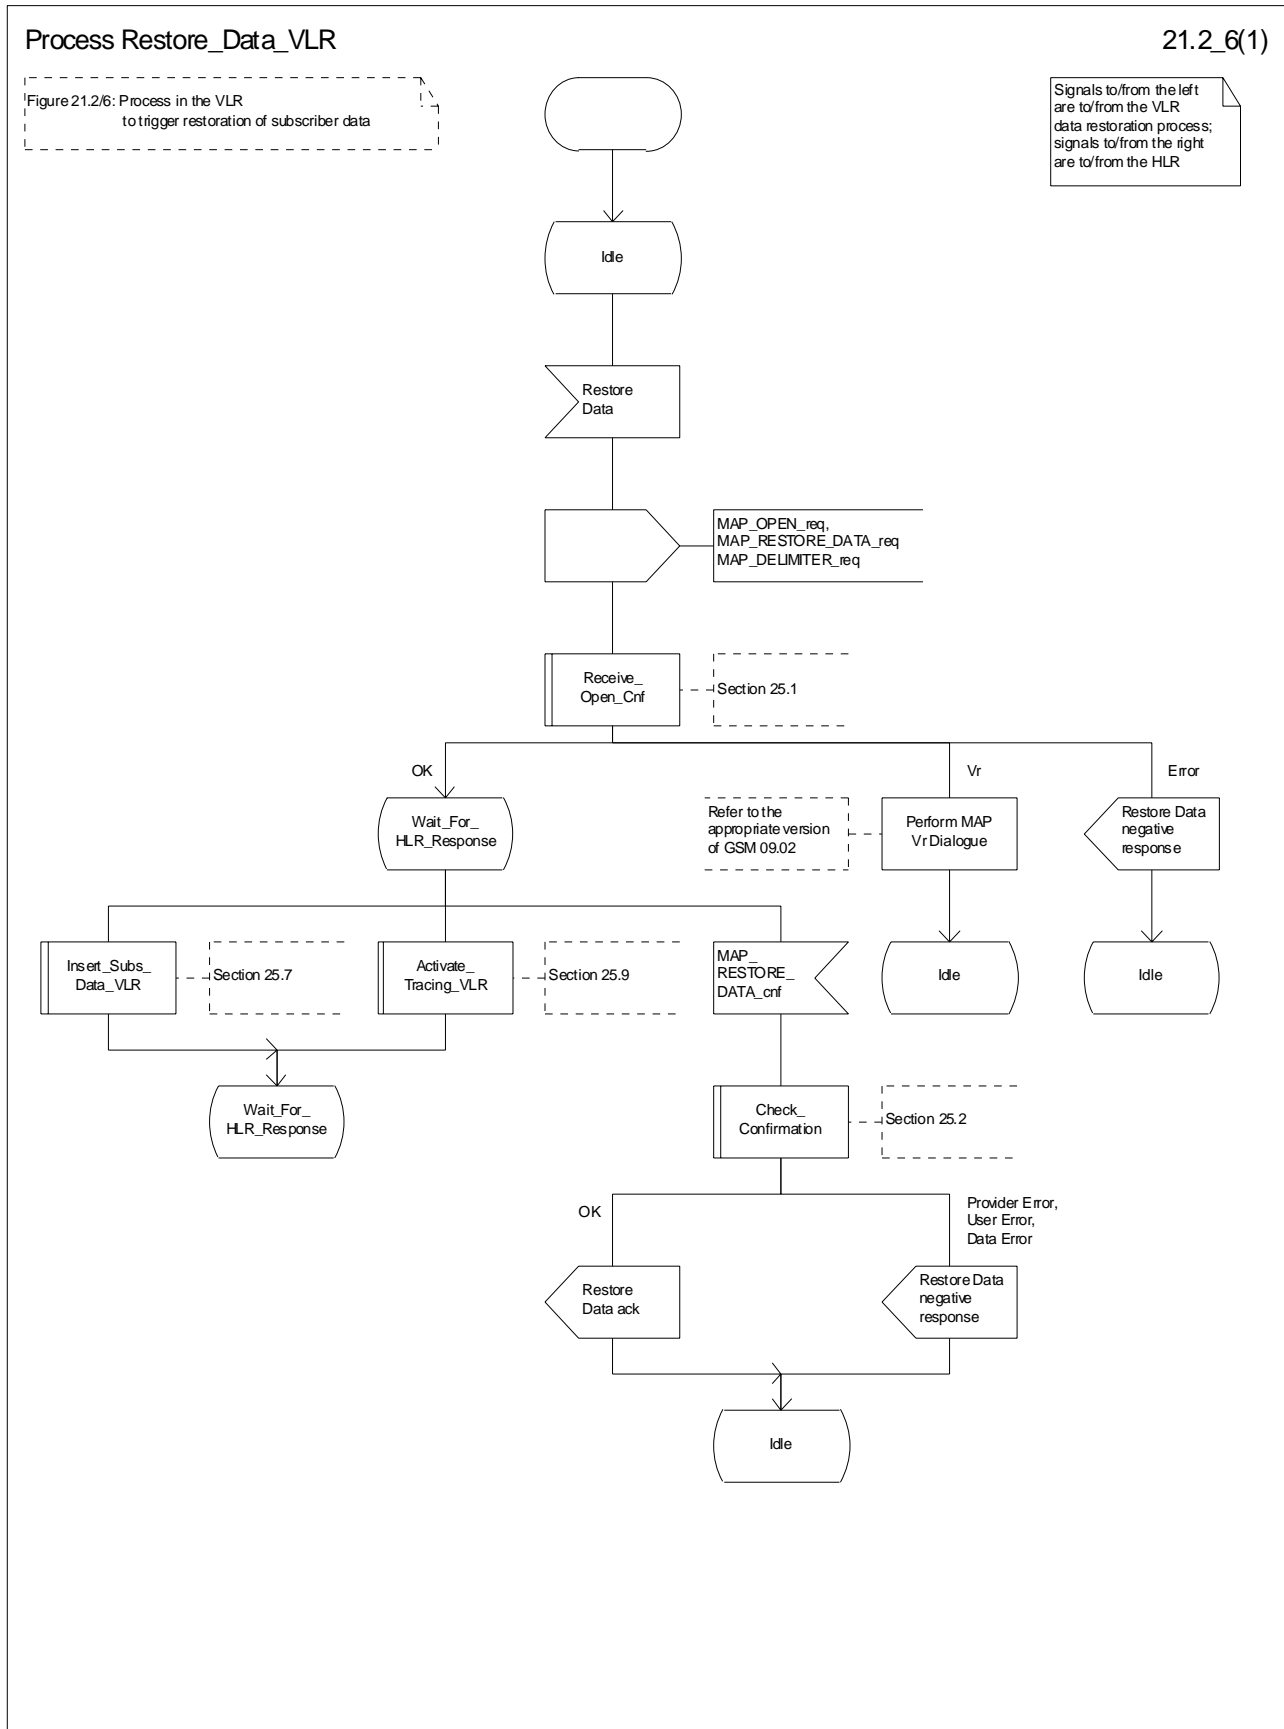 Process Restore_Data_VLR
21.2_6(1)
Figure 21.2/6: Process in the VLR
to trigger restoration of subscriber data
Signals to/from the left
are to/from the VLR
data restoration process;
signals to/from the right
are to/from the HLR
Idle
Restore
Data
MAP_OPEN_req,
MAP_RESTORE_DATA_req
MAP_DELIMITER_req
Receive_
Open_Cnf
Section 25.1
OK
Vr
Error
Wait_For_
HLR_Response
Refer to the
appropriate version
of GSM 09.02
Perform MAP
Vr Dialogue
Restore Data
negative
response
Insert_Subs_
Data_VLR
Section 25.7
Activate_
Tracing_VLR
Section 25.9
MAP_
RESTORE_
DATA_cnf
Idle
Idle
Wait_For_
HLR_Response
Check_
Confirmation
Section 25.2
OK
Provider Error,
User Error,
Data Error
Restore
Data ack
Restore Data
negative
response
Idle